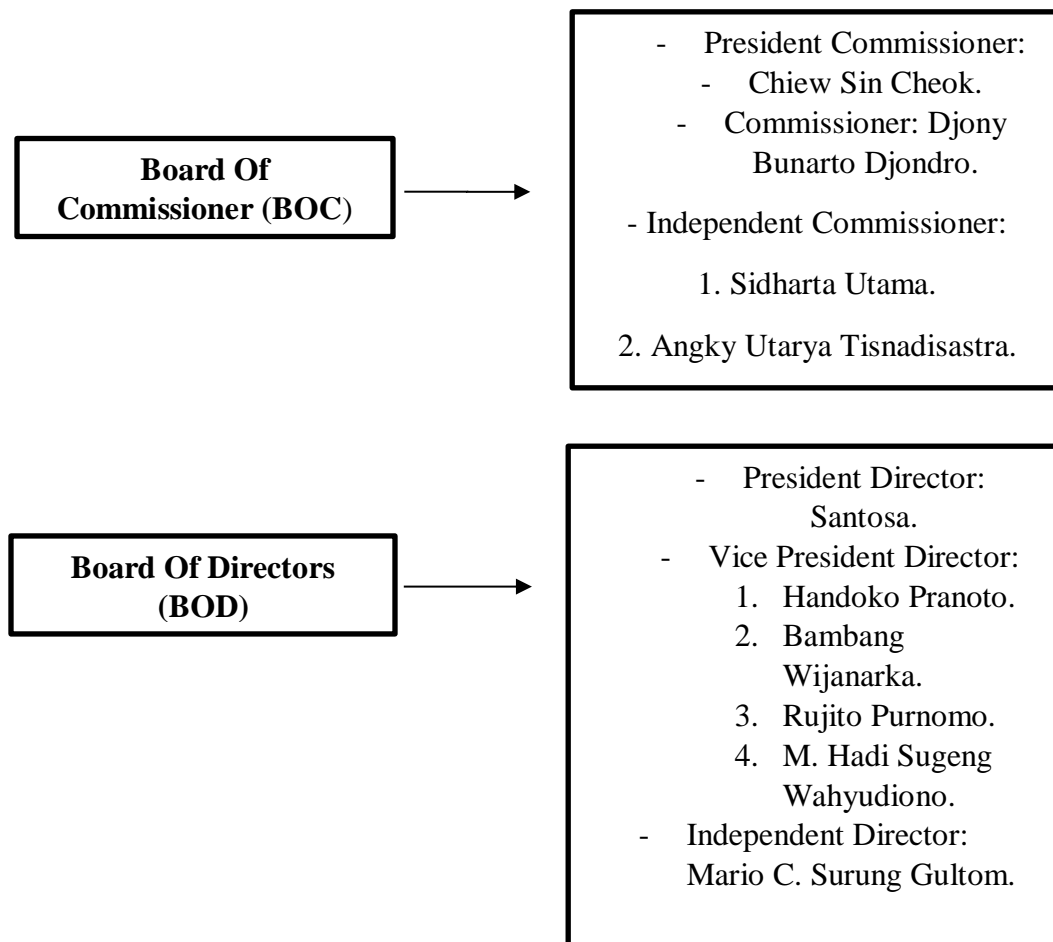 Board Of
Commissioner (BOC)
- President Commissioner:
- Chiew Sin Cheok.
- Commissioner: Djony
Bunarto Djondro.
- Independent Commissioner:
1. Sidharta Utama.
2. Angky Utarya Tisnadisastra.
Board Of Directors
(BOD)
- President Director:
Santosa.
- Vice President Director:
1. Handoko Pranoto.
2. Bambang
Wijanarka.
3. Rujito Purnomo.
4. M. Hadi Sugeng
Wahyudiono.
- Independent Director:
Mario C. Surung Gultom.